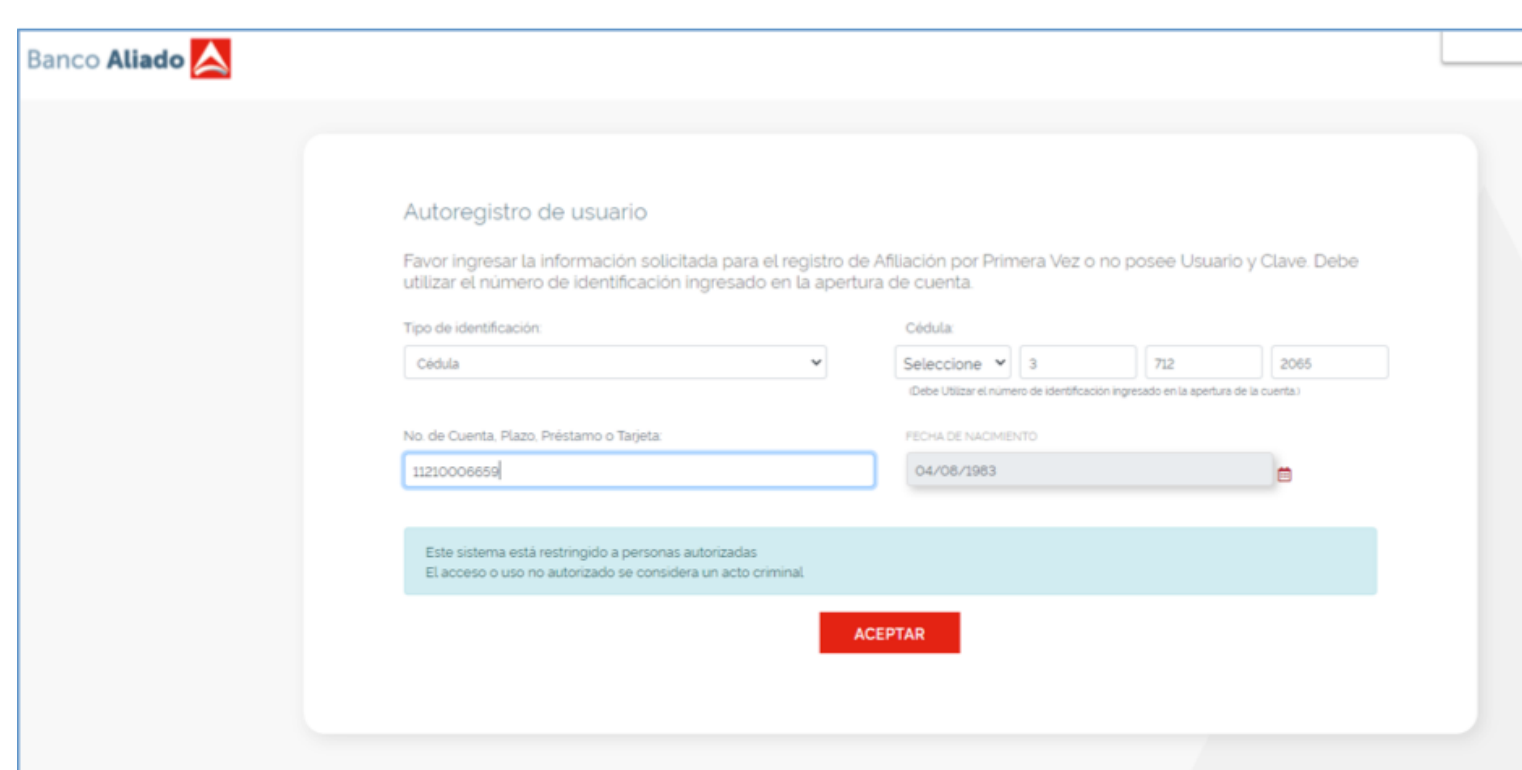 Banco Aliado
Autoregistro de usuario
Favor ingresar la información solicitada para el registro de Afiliación por Primera Vez o no posee Usuario y Clave. Debe
utilizar el número de identificación ingresado en la apertura de cuenta.
Tipo de identificación:
Cédula:
Cédula
Seleccione 3 712 2065
(Debe Utilizar el número de identificación ingresado en la apertura de la cuenta.)
No. de Cuenta, Plazo, Préstamo o Tarjeta:
FECHA DE NACIMIENTO
11210006659
04/08/1983
Este sistema está restringido a personas autorizadas
El acceso o uso no autorizado se considera un acto criminal.
ACEPTAR